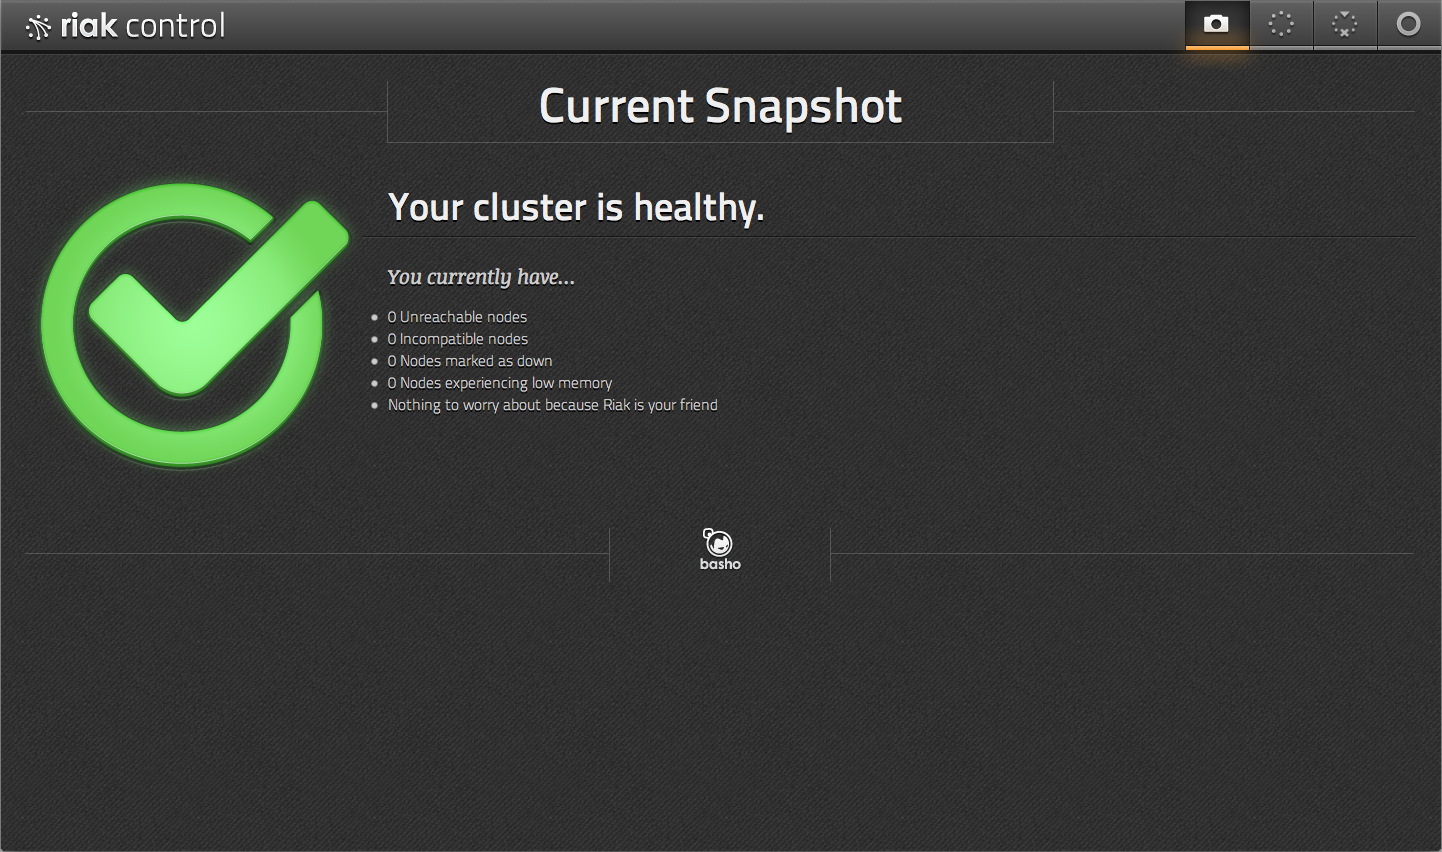 riak control
Current Snapshot
Your cluster is healthy.
You currently have...
0 Unreachable nodes
0 Incompatible nodes
0 Nodes marked as down
0 Nodes experiencing low memory
Nothing to worry about because Riak is your friend
basho